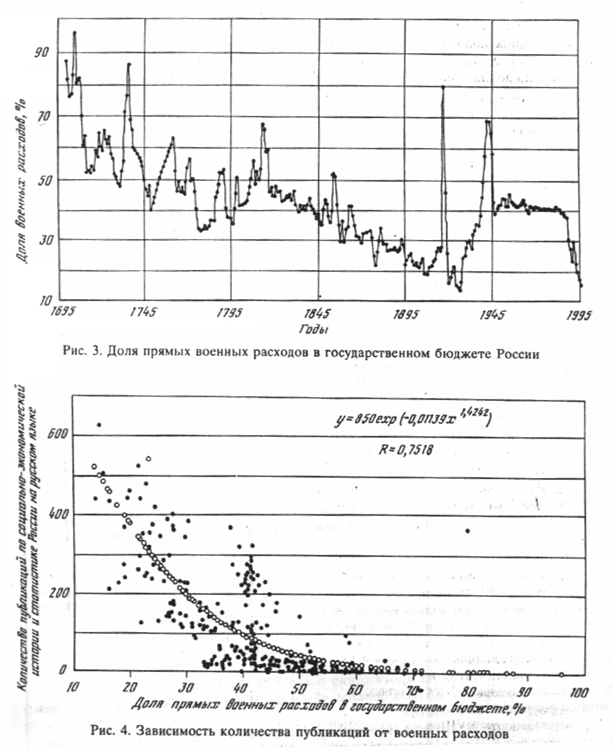 Доля военных расходов, %
90
70
50
30
10
1695
1745
1795
1845
1895
1945
1995
Годы
Рис. 3. Доля прямых военных расходов в государственном бюджете России
Количество публикаций по социально-экономической
истории и статистике России на русском языке
600
400
200
0
y=850exp(-0,01139x^1,4242)
R=0,7518
10
20
30
40
50
60
70
80
90
100
Доля прямых военных расходов в государственном бюджете, %
Рис. 4. Зависимость количества публикаций от военных расходов